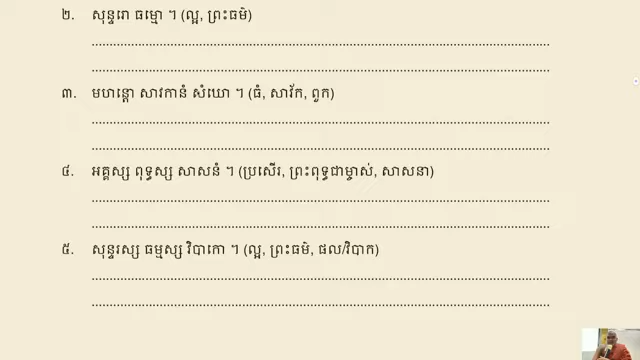 ២. សុន្ទរោ ធម្មោ ។ (ល្អ, ព្រះធម៌)
៣. មហន្តោ សាវកានំ សំឃោ ។ (ធំ, សាវ័ក, ពួក)
៤. អគ្គស្ស ពុទ្ធស្ស សាសនំ ។ (ប្រសើរ, ព្រះពុទ្ធជាម្ចាស់, សាសនា)
៥. សុន្ទរស្ស ធម្មស្ស វិបាកោ ។ (ល្អ, ព្រះធម៌, ផល/វិបាក)